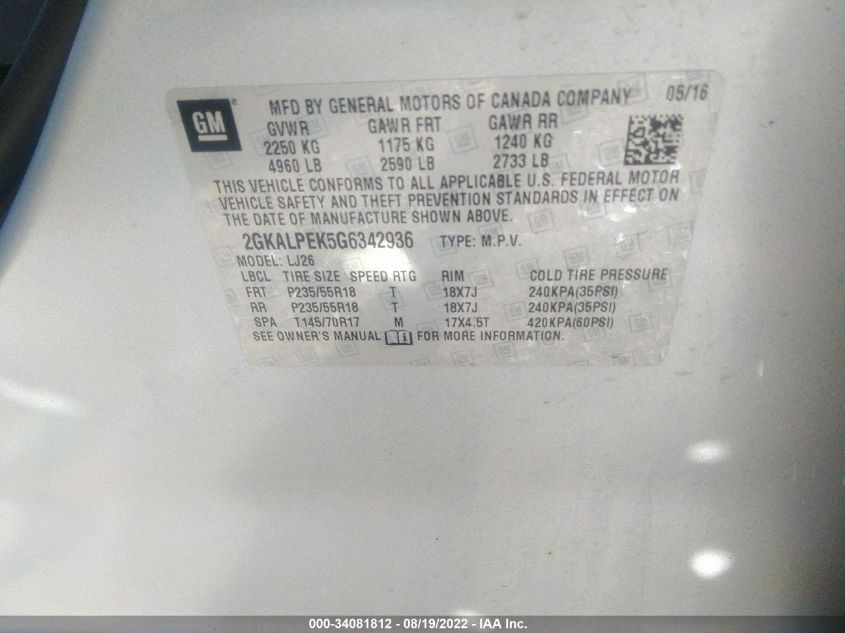 GM ® MFD BY GENERAL MOTORS OF CANADA COMPANY 05/16
GVWR GAWR FRT GAWR RR
2250 KG 1175 KG 1240 KG
4960 LB 2590 LB 2733 LB
THIS VEHICLE CONFORMS TO ALL APPLICABLE U.S. FEDERAL MOTOR
VEHICLE SAFETY AND THEFT PREVENTION STANDARDS IN EFFECT ON
THE DATE OF MANUFACTURE SHOWN ABOVE.
2GKALPEK5G6342936 TYPE: M.P.V.
MODEL: LJ26
LBCL TIRE SIZE SPEED RTG RIM COLD TIRE PRESSURE
FRT P235/55R18 T 18X7J 240KPA(35PSI)
RR P235/55R18 T 18X7J 240KPA(35PSI)
SPA T145/70R17 M 17X4.5T 420KPA(60PSI)
SEE OWNER'S MANUAL i FOR MORE INFORMATION.
000-34081812 - 08/19/2022 - IAA Inc.